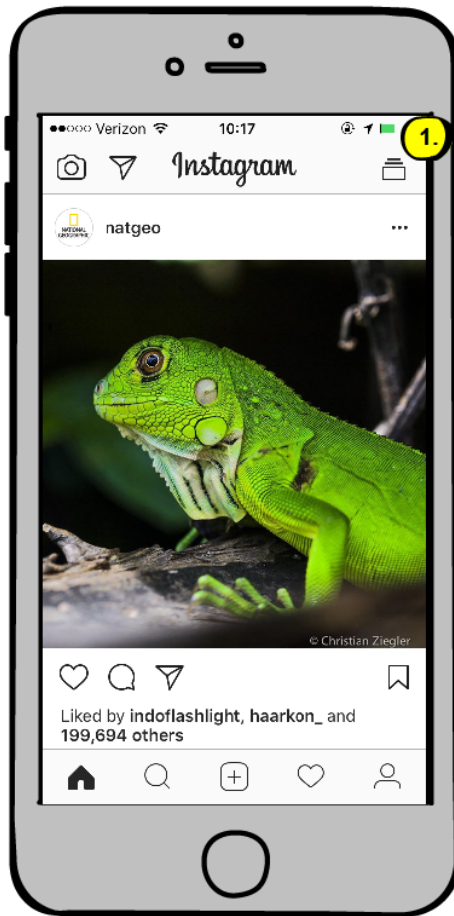 ●●○○○ Verizon 10:17
1.
Instagram
NATIONAL
GEOGRAPHIC
natgeo
...
© Christian Ziegler
Liked by indoflashlight, haarkon_ and
199,694 others